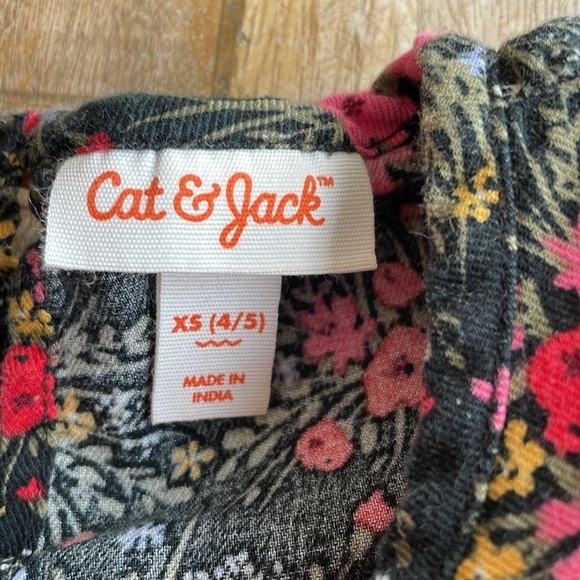 Cat & Jack™
XS (4/5)
MADE IN
INDIA